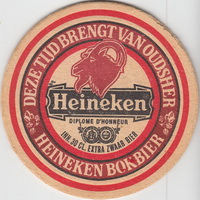 DEZE TIJD BRENGT VAN OUDSHER
Heineken
DIPLOME D'HONNEUR
INH. 30 CL. EXTRA ZWAAR BIER
HEINEKEN BOKBIER